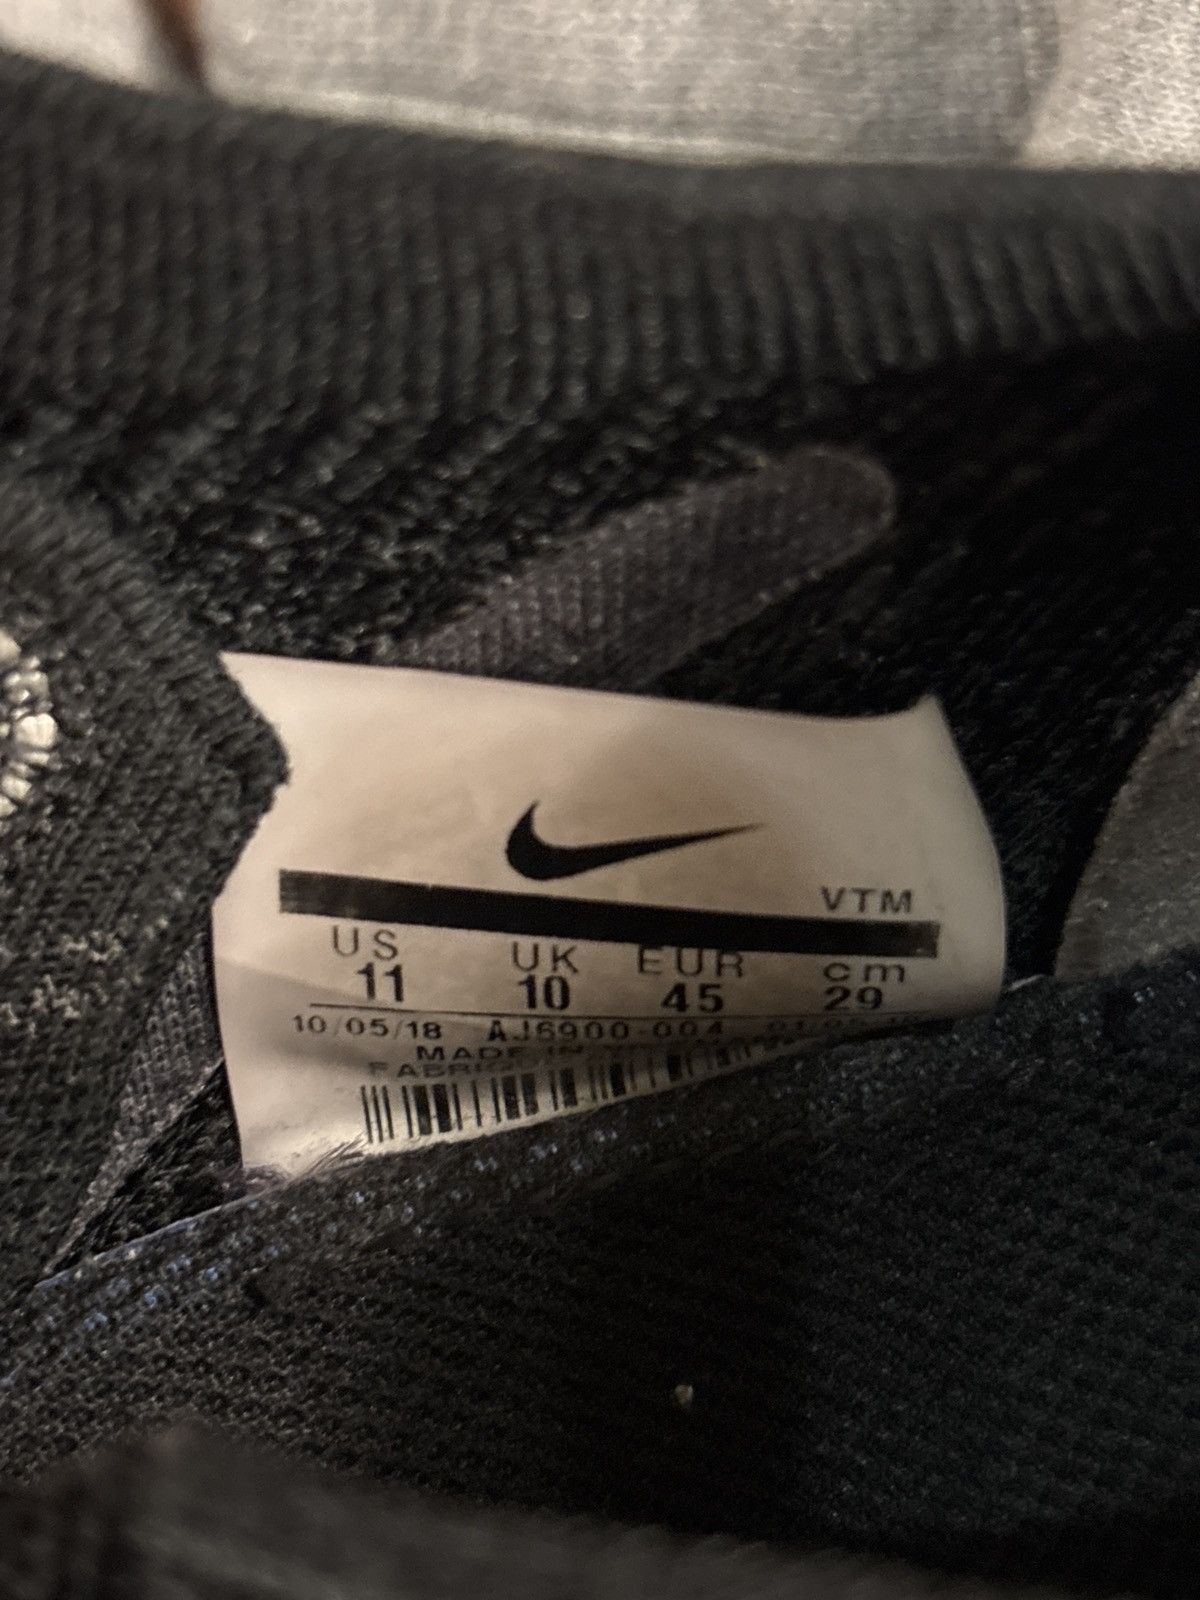 VTM
US UK EUR cm
11 10 45 29
10/05/18 AJ6900-004
MADE IN